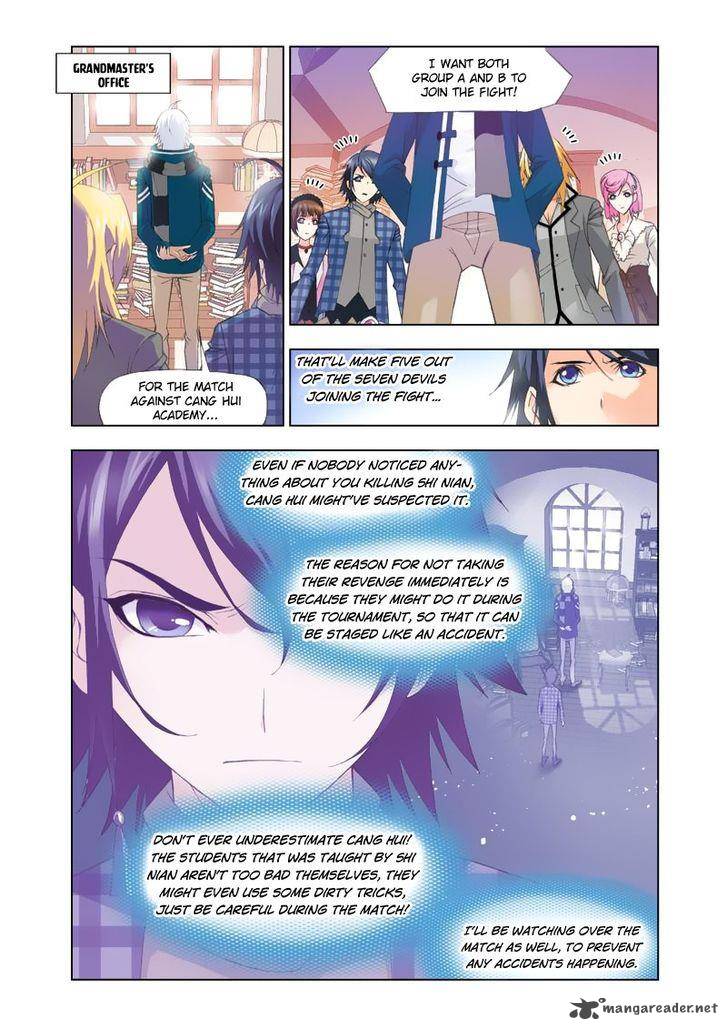 GRANDMASTER'S
OFFICE
FOR THE MATCH
AGAINST CANG HUI
ACADEMY...
I WANT BOTH
GROUP A AND B TO
JOIN THE FIGHT!
THAT'LL MAKE FIVE OUT
OF THE SEVEN DEVILS
JOINING THE FIGHT...
EVEN IF NOBODY NOTICED ANY-
THING ABOUT YOU KILLING SHI NIAN,
CANG HUI MIGHT'VE SUSPECTED IT.
THE REASON FOR NOT TAKING
THEIR REVENGE IMMEDIATELY IS
BECAUSE THEY MIGHT DO IT DURING
THE TOURNAMENT, SO THAT IT CAN
BE STAGED LIKE AN ACCIDENT.
DON'T EVER UNDERESTIMATE CANG HUI!
THE STUDENTS THAT WAS TAUGHT BY SHI
NIAN AREN'T TOO BAD THEMSELVES, THEY
MIGHT EVEN USE SOME DIRTY TRICKS,
JUST BE CAREFUL DURING THE MATCH!
I'LL BE WATCHING OVER THE
MATCH AS WELL, TO PREVENT
ANY ACCIDENTS HAPPENING.
mangareader.net